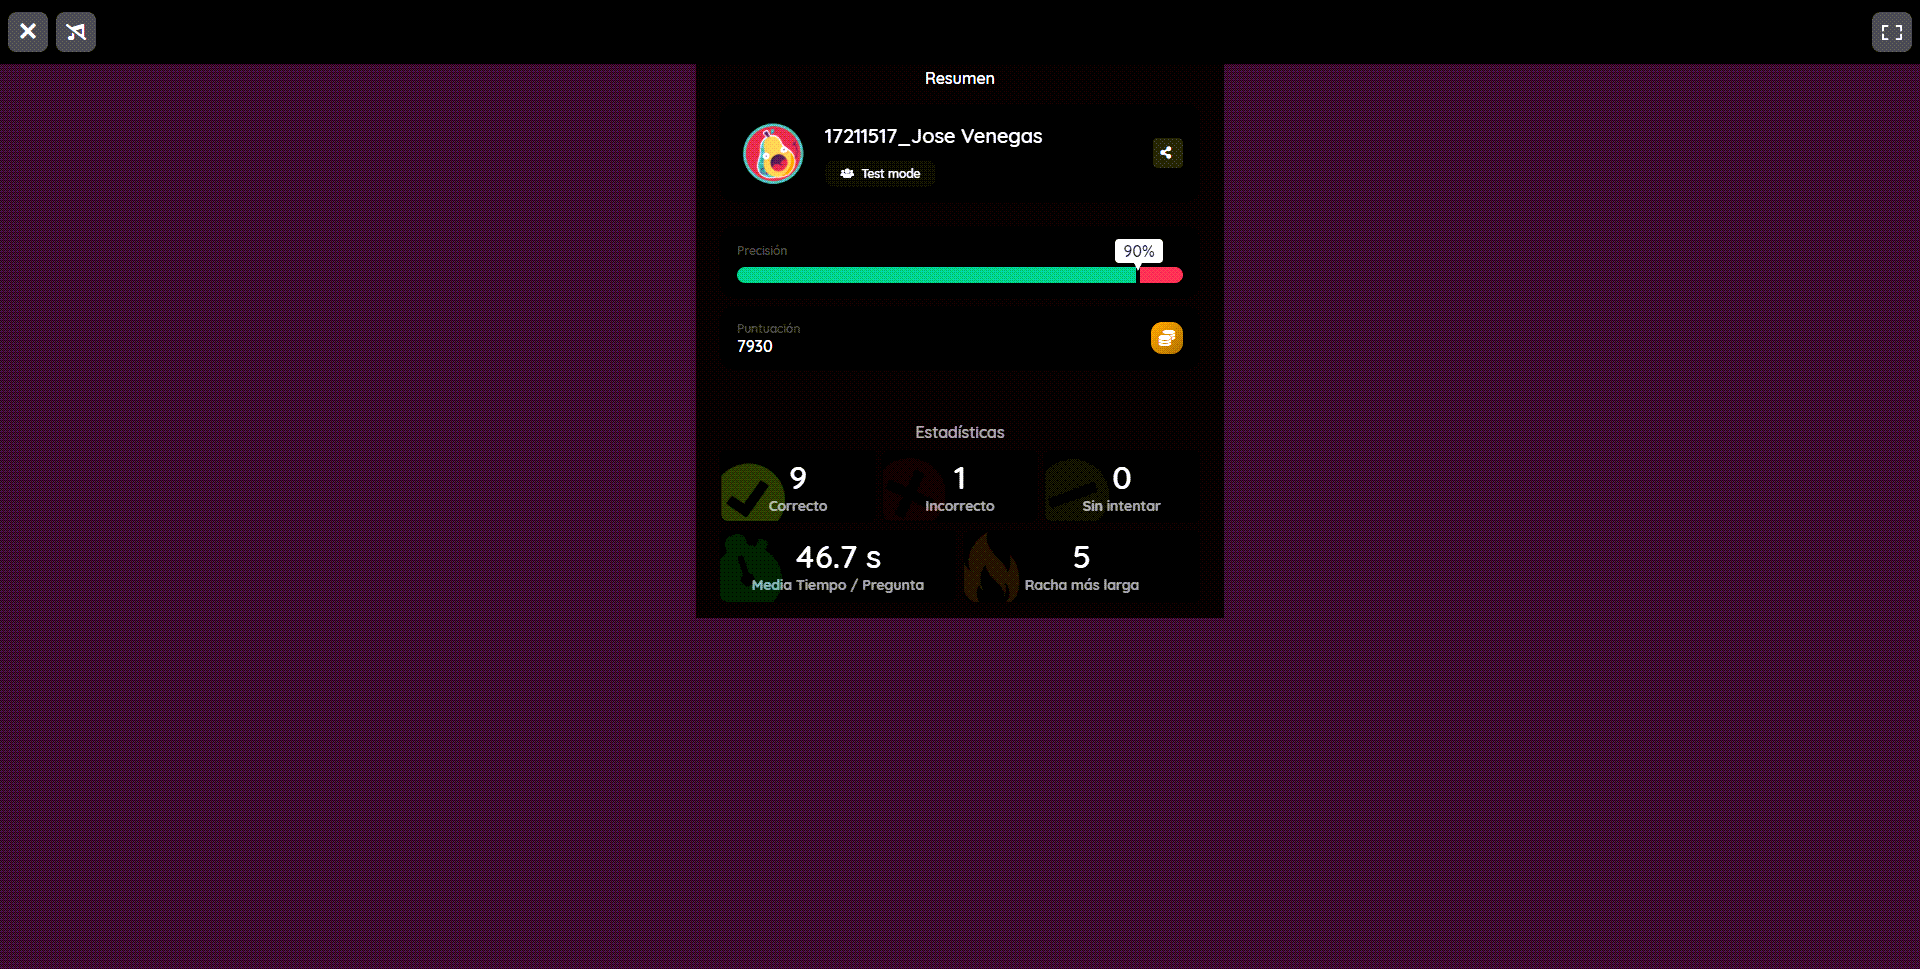 Resumen
17211517_Jose Venegas
Test mode
Precisión
90%
Puntuación
7930
Estadísticas
9
Correcto
1
Incorrecto
0
Sin intentar
46.7 s
Media Tiempo / Pregunta
5
Racha más larga